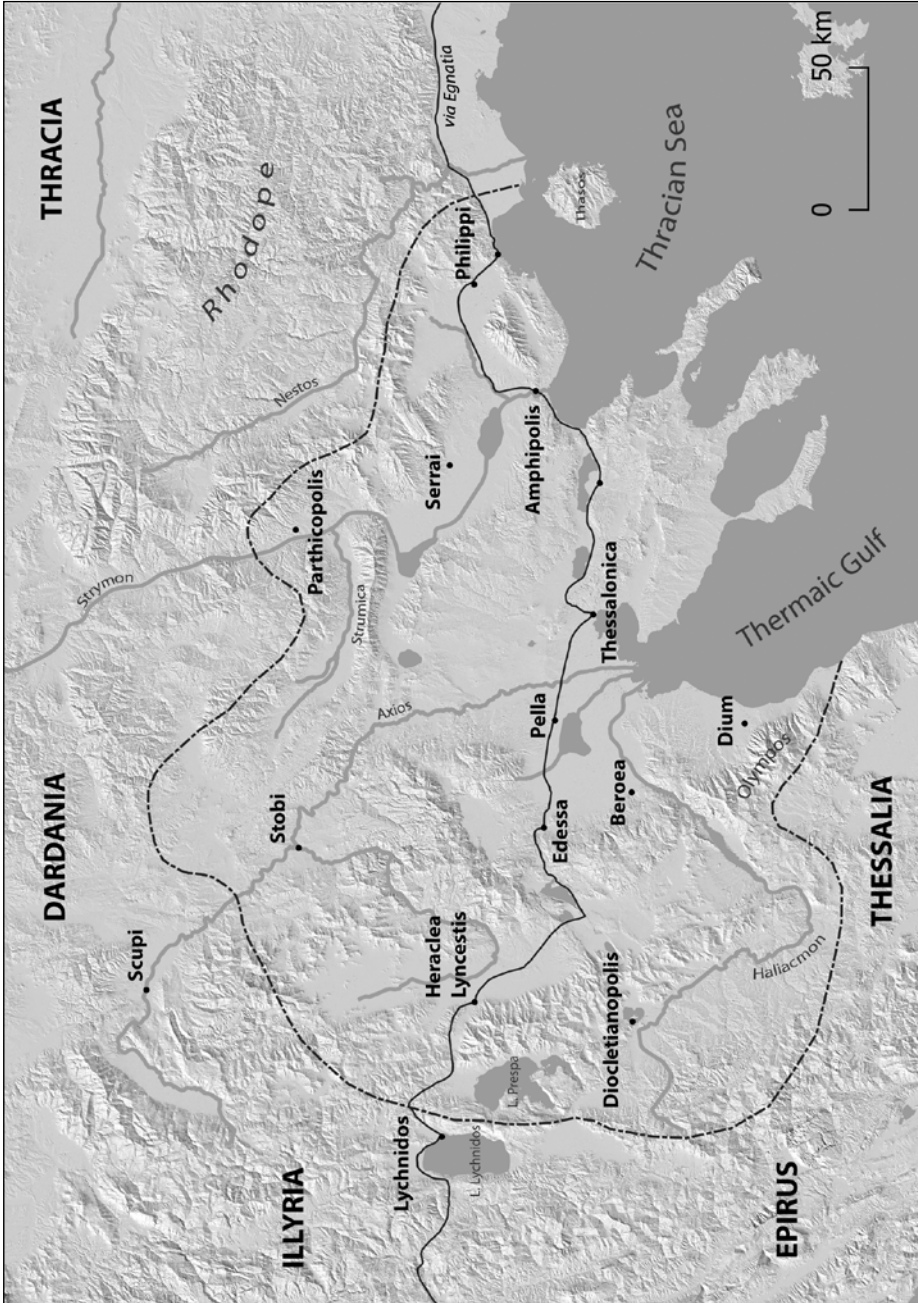 DARDANIA
THRACIA
Scupi
Rhodope
Strymon
Nestos
ILLYRIA
Stobi
Parthicopolis
Strumica
Axios
Serrai
via Egnatia
Philippi
Lychnidos
L. Lychnidos
Heraclea
Lyncestis
L. Prespa
Edessa
Pella
Amphipolis
Thasos
Thessalonica
Diocletianopolis
Beroea
Thracian Sea
Dium
Olympos
Haliacmon
Thermaic Gulf
EPIRUS
THESSALIA
0
50 km